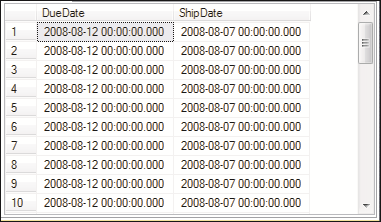 DueDate ShipDate
1 2008-08-12 00:00:00.000 2008-08-07 00:00:00.000
2 2008-08-12 00:00:00.000 2008-08-07 00:00:00.000
3 2008-08-12 00:00:00.000 2008-08-07 00:00:00.000
4 2008-08-12 00:00:00.000 2008-08-07 00:00:00.000
5 2008-08-12 00:00:00.000 2008-08-07 00:00:00.000
6 2008-08-12 00:00:00.000 2008-08-07 00:00:00.000
7 2008-08-12 00:00:00.000 2008-08-07 00:00:00.000
8 2008-08-12 00:00:00.000 2008-08-07 00:00:00.000
9 2008-08-12 00:00:00.000 2008-08-07 00:00:00.000
10 2008-08-12 00:00:00.000 2008-08-07 00:00:00.000